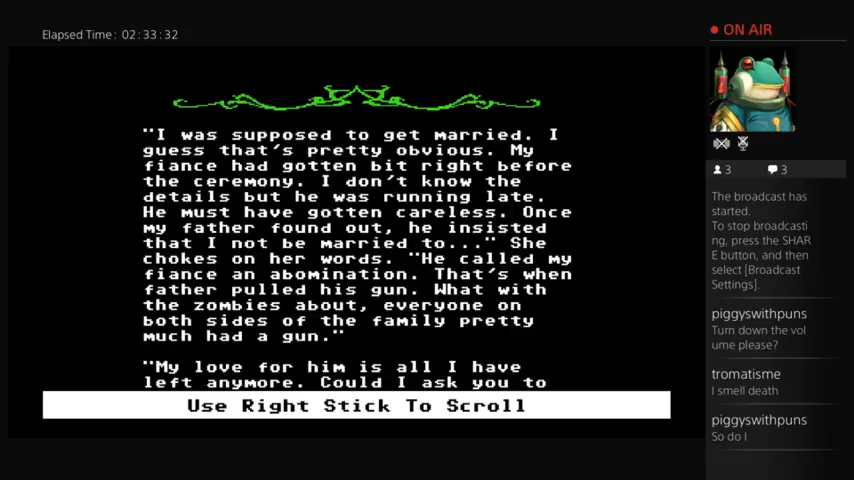 Elapsed Time: 02:33:32
ON AIR
"I was supposed to get married. I
guess that's pretty obvious. My
fiance had gotten bit right before
the ceremony. I don't know the
details but he was running late.
He must have gotten careless. Once
my father found out, he insisted
that I not be married to..." She
chokes on her words. "He called my
fiance an abomination. That's when
father pulled his gun. What with
the zombies about, everyone on
both sides of the family pretty
much had a gun."
"My love for him is all I have
left anymore. Could I ask you to
Use Right Stick To Scroll
3
3
The broadcast has
started.
To stop broadcasti
ng, press the SHAR
E button, and then
select [Broadcast
Settings].
piggyswithpuns
Turn down the vol
ume please?
tromatisme
I smell death
piggyswithpuns
So do I